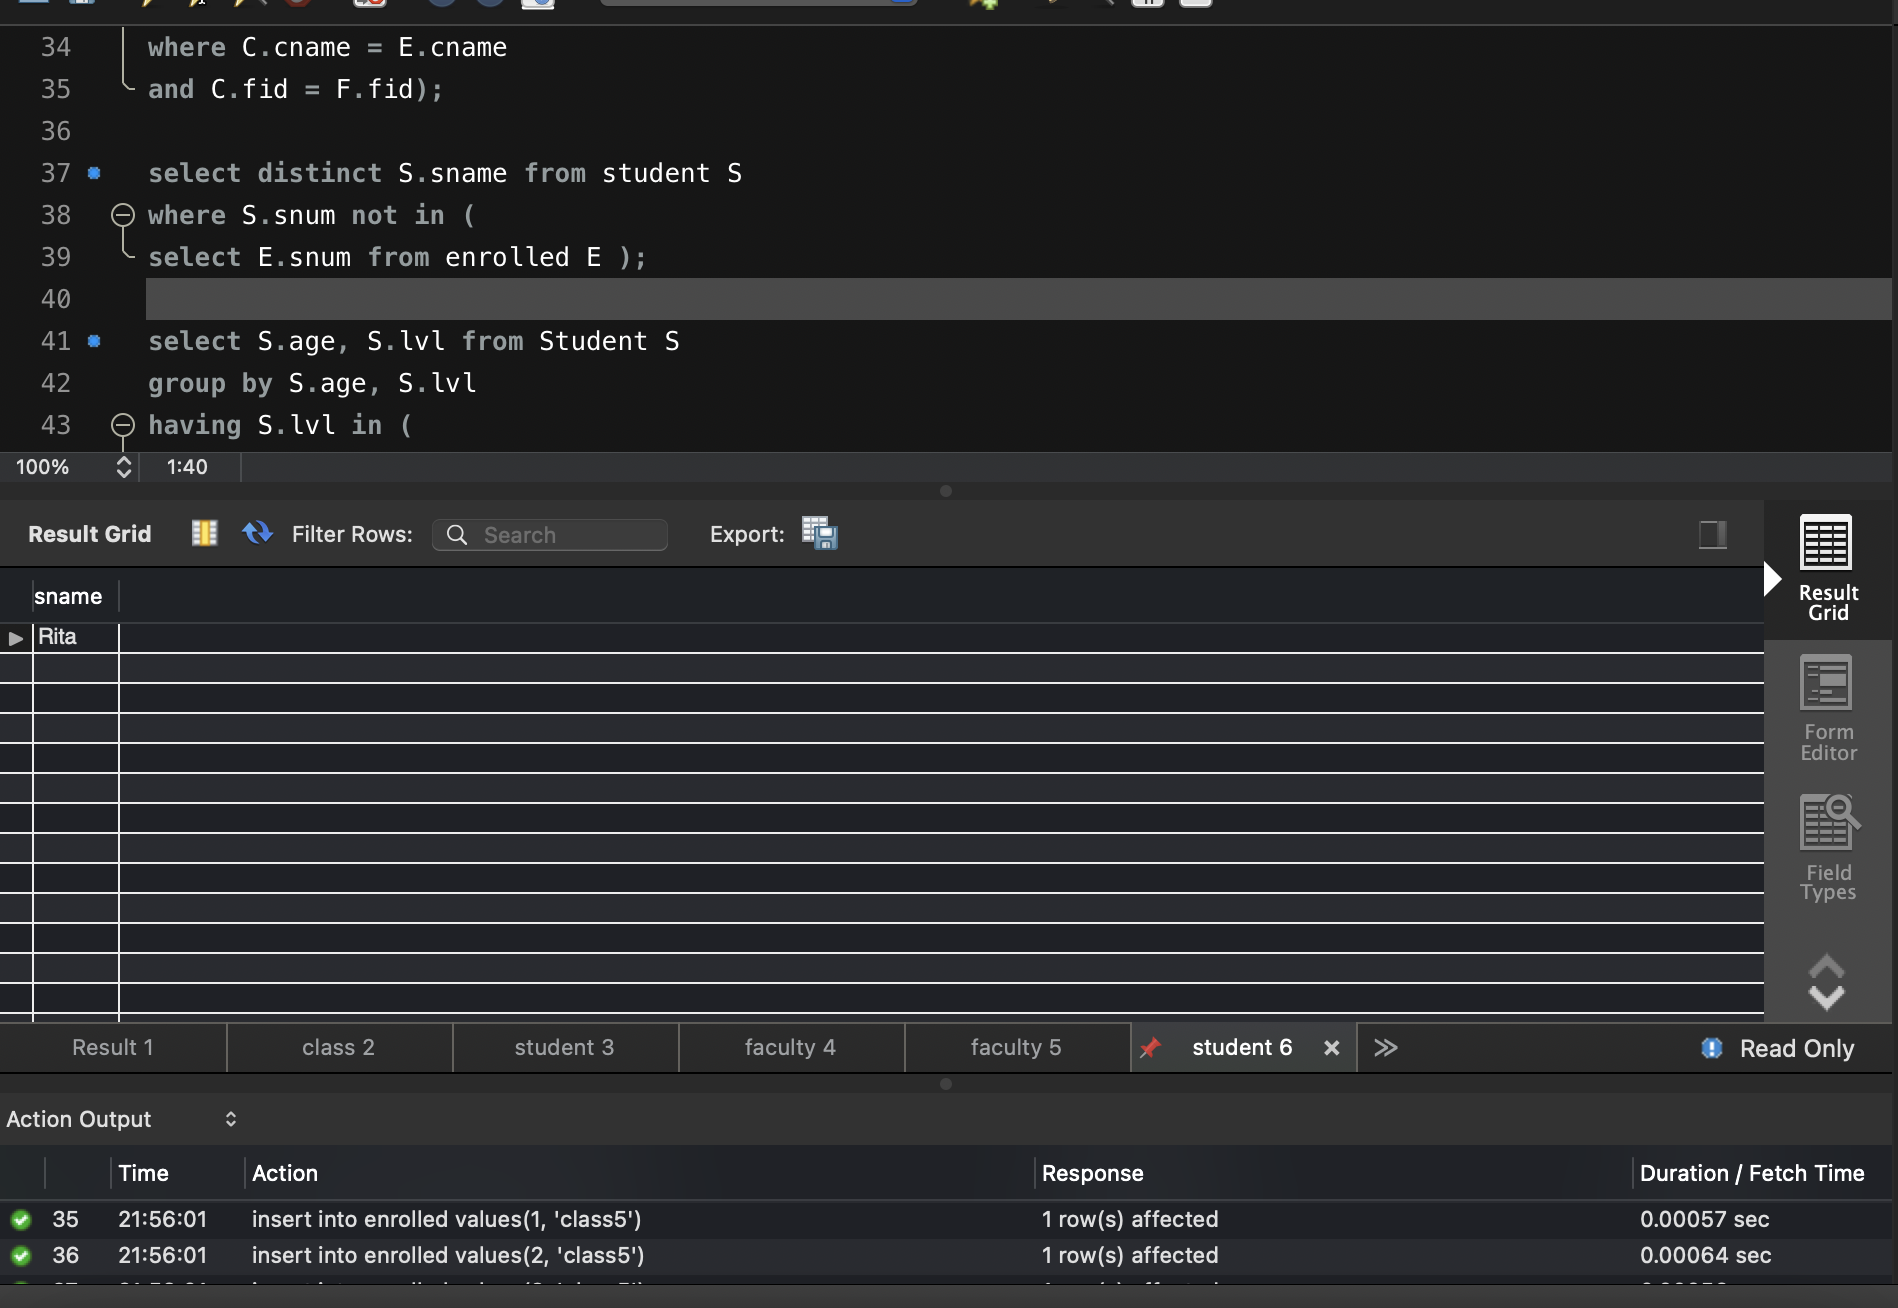 34 where C.cname = E.cname
35 and C.fid = F.fid);
36
37 select distinct S.sname from student S
38 where S.snum not in (
39 select E.snum from enrolled E );
40
41 select S.age, S.lvl from Student S
42 group by S.age, S.lvl
43 having S.lvl in (
100% 1:40
Result Grid Filter Rows: Search Export:
Result
Grid
sname
Rita
Form
Editor
Field
Types
Result 1 class 2 student 3 faculty 4 faculty 5 student 6 Read Only
Action Output
Time Action Response Duration / Fetch Time
35 21:56:01 insert into enrolled values(1, 'class5') 1 row(s) affected 0.00057 sec
36 21:56:01 insert into enrolled values(2, 'class5') 1 row(s) affected 0.00064 sec